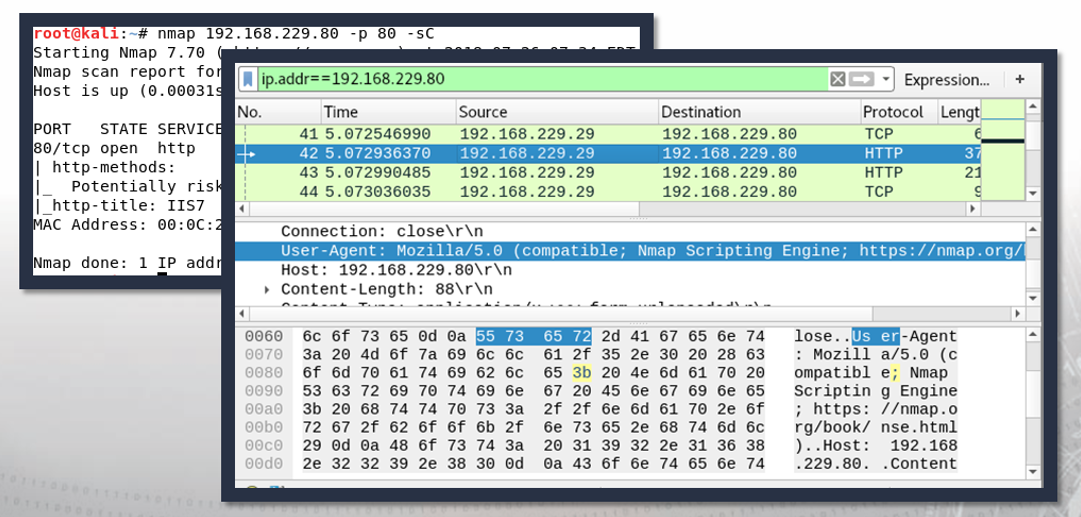 root@kali:~# nmap 192.168.229.80 -p 80 -sC
Starting Nmap 7.70 (
Nmap scan report for
Host is up (0.00031s
PORT STATE SERVICE
80/tcp open http
| http-methods:
|_ Potentially risk
|_http-title: IIS7
MAC Address: 00:0C:2
Nmap done: 1 IP addr
ip.addr==192.168.229.80 Expression... +
No. Time Source Destination Protocol Lengt
41 5.072546990 192.168.229.29 192.168.229.80 TCP 6
42 5.072936370 192.168.229.29 192.168.229.80 HTTP 37
43 5.072990485 192.168.229.29 192.168.229.80 HTTP 21
44 5.073036035 192.168.229.29 192.168.229.80 TCP 9
Connection: close\r\n
User-Agent: Mozilla/5.0 (compatible; Nmap Scripting Engine; https://nmap.org/
Host: 192.168.229.80\r\n
Content-Length: 88\r\n
0060 6c 6f 73 65 0d 0a 55 73 65 72 2d 41 67 65 6e 74 lose..Us er-Agent
0070 3a 20 4d 6f 7a 69 6c 6c 61 2f 35 2e 30 20 28 63 : Mozill a/5.0 (c
0080 6f 6d 70 61 74 69 62 6c 65 3b 20 4e 6d 61 70 20 ompatibl e; Nmap
0090 53 63 72 69 70 74 69 6e 67 20 45 6e 67 69 6e 65 Scriptin g Engine
00a0 3b 20 68 74 74 70 73 3a 2f 2f 6e 6d 61 70 2e 6f ; https: //nmap.o
00b0 72 67 2f 62 6f 6f 6b 2f 6e 73 65 2e 68 74 6d 6c rg/book/ nse.html
00c0 29 0d 0a 48 6f 73 74 3a 20 31 39 32 2e 31 36 38 )..Host: 192.168
00d0 2e 32 32 39 2e 38 30 0d 0a 43 6f 6e 74 65 6e 74 .229.80. .Content